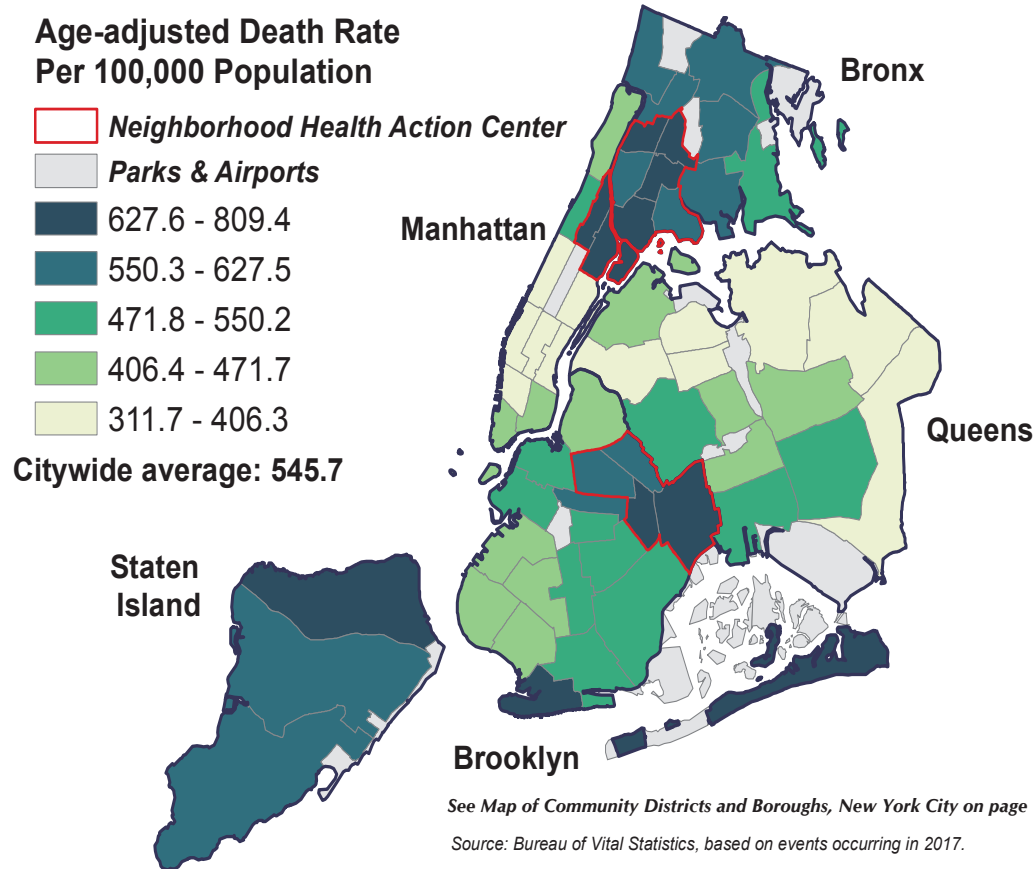 Age-adjusted Death Rate
Per 100,000 Population
Neighborhood Health Action Center
Parks & Airports
627.6 - 809.4
550.3 - 627.5
471.8 - 550.2
406.4 - 471.7
311.7 - 406.3
Citywide average: 545.7
Bronx
Manhattan
Queens
Staten
Island
Brooklyn
See Map of Community Districts and Boroughs, New York City on page
Source: Bureau of Vital Statistics, based on events occurring in 2017.